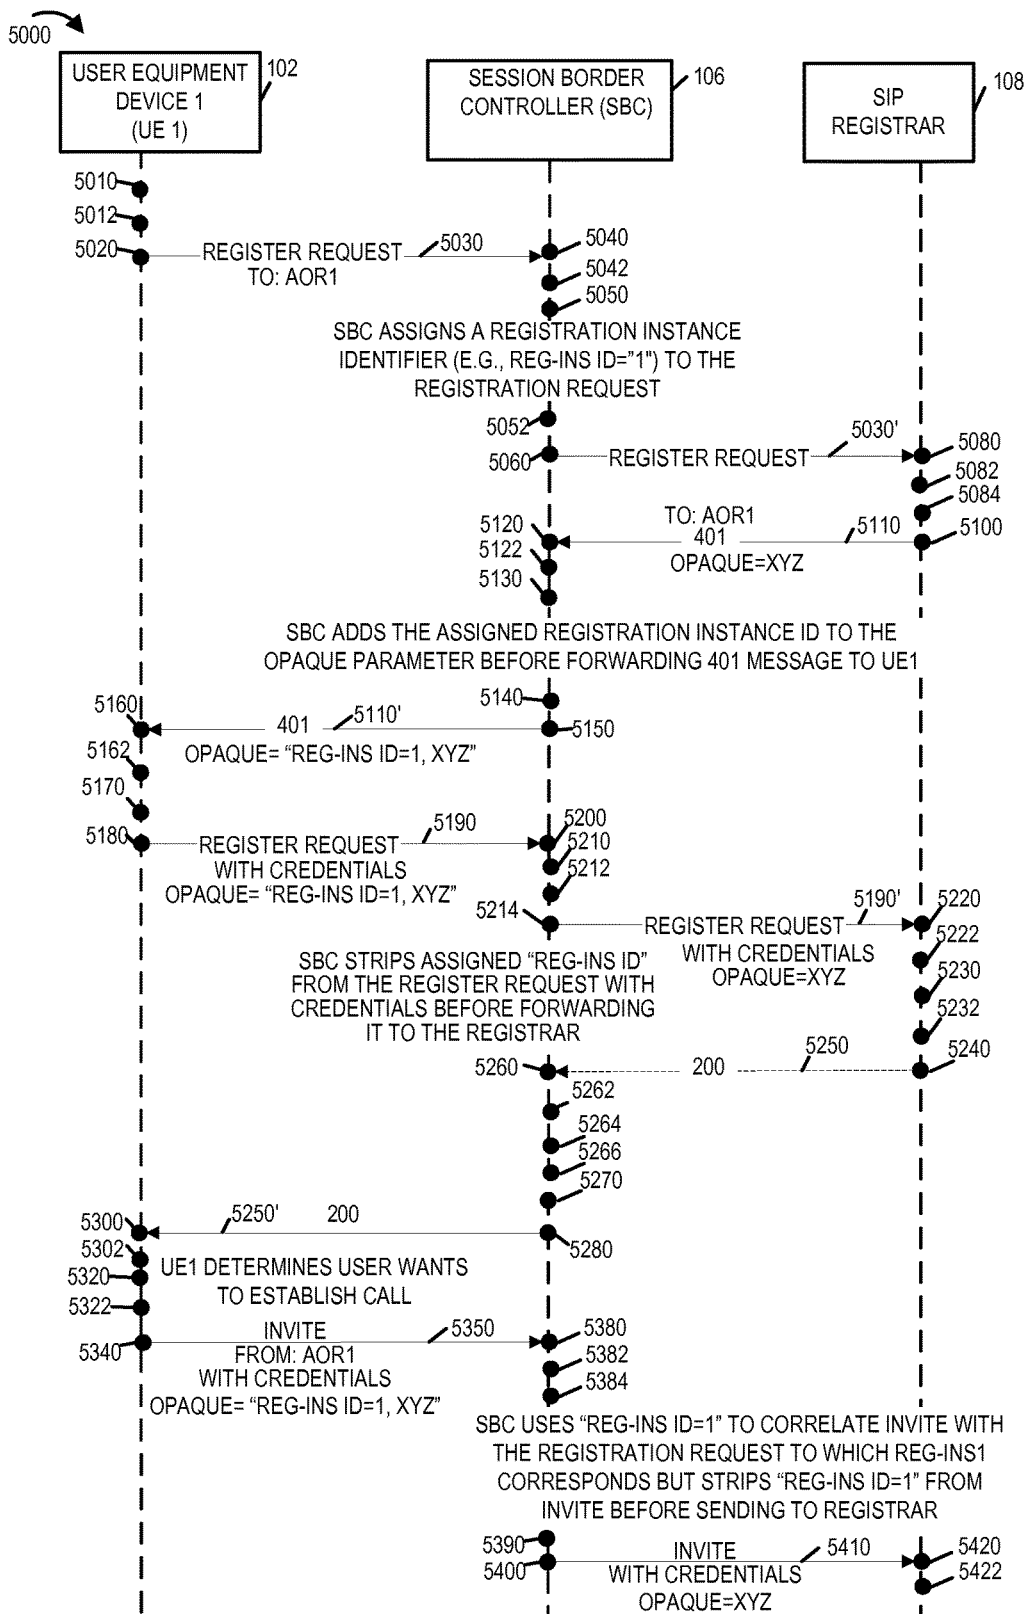 5000
USER EQUIPMENT
DEVICE 1
(UE 1)
102
SESSION BORDER
CONTROLLER (SBC)
106
SIP
REGISTRAR
108
5010
5012
5020
REGISTER REQUEST
TO: AOR1
5030
5040
5042
5050
SBC ASSIGNS A REGISTRATION INSTANCE
IDENTIFIER (E.G., REG-INS ID="1") TO THE
REGISTRATION REQUEST
5052
5060
REGISTER REQUEST
5030'
5080
5082
5084
TO: AOR1
401
OPAQUE=XYZ
5110
5100
5120
5122
5130
SBC ADDS THE ASSIGNED REGISTRATION INSTANCE ID TO THE
OPAQUE PARAMETER BEFORE FORWARDING 401 MESSAGE TO UE1
5140
5150
5160
401
5110'
OPAQUE= “REG-INS ID=1, XYZ”
5162
5170
5180
REGISTER REQUEST
WITH CREDENTIALS
OPAQUE= “REG-INS ID=1, XYZ”
5190
5200
5210
5212
5214
REGISTER REQUEST
WITH CREDENTIALS
OPAQUE=XYZ
5190'
5220
5222
5230
5232
SBC STRIPS ASSIGNED “REG-INS ID”
FROM THE REGISTER REQUEST WITH
CREDENTIALS BEFORE FORWARDING
IT TO THE REGISTRAR
5260
200
5250
5240
5262
5264
5266
5270
5300
5250'
200
5280
5302
5320
5322
UE1 DETERMINES USER WANTS
TO ESTABLISH CALL
5340
INVITE
FROM: AOR1
WITH CREDENTIALS
OPAQUE= “REG-INS ID=1, XYZ”
5350
5380
5382
5384
SBC USES “REG-INS ID=1” TO CORRELATE INVITE WITH
THE REGISTRATION REQUEST TO WHICH REG-INS1
CORRESPONDS BUT STRIPS “REG-INS ID=1” FROM
INVITE BEFORE SENDING TO REGISTRAR
5390
5400
INVITE
WITH CREDENTIALS
OPAQUE=XYZ
5410
5420
5422